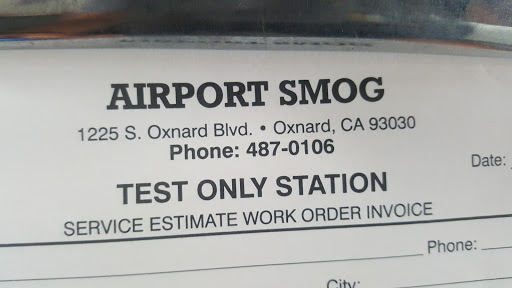 AIRPORT SMOG
1225 S. Oxnard Blvd. • Oxnard, CA 93030
Phone: 487-0106
Date:
TEST ONLY STATION
SERVICE ESTIMATE WORK ORDER INVOICE
Phone:
City: